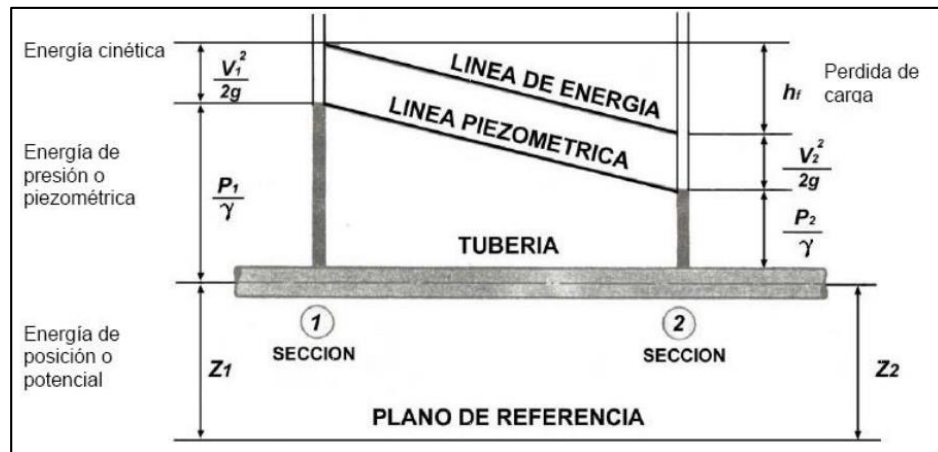 Energía cinética
V₁²
2g
Energía de
presión o
piezométrica
P₁
γ
Energía de
posición o
potencial
Z1
LINEA DE ENERGIA
LINEA PIEZOMETRICA
TUBERIA
1
SECCION
2
SECCION
PLANO DE REFERENCIA
hf
Perdida de
carga
V₂²
2g
P₂
γ
Z2